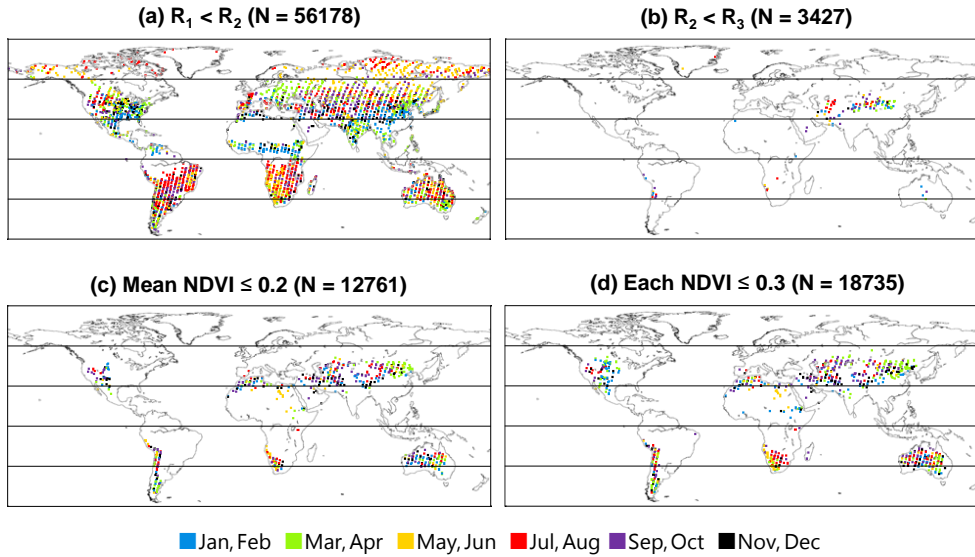 (a) R₁ < R₂ (N = 56178)
(b) R₂ < R₃ (N = 3427)
(c) Mean NDVI ≤ 0.2 (N = 12761)
(d) Each NDVI ≤ 0.3 (N = 18735)
Jan, Feb Mar, Apr May, Jun Jul, Aug Sep, Oct Nov, Dec